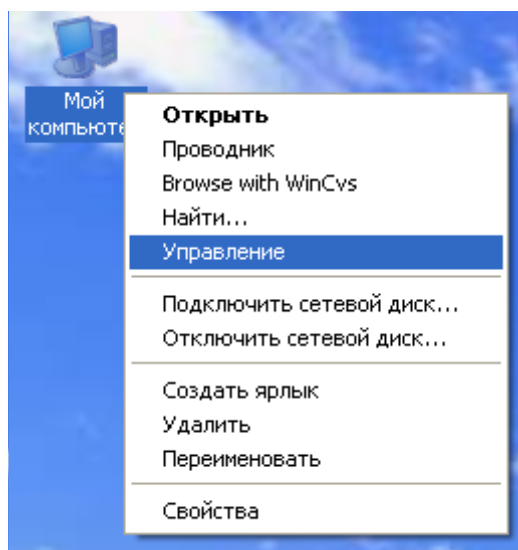 Мой
компьюте
Открыть
Проводник
Browse with WinCvs
Найти...
Управление
Подключить сетевой диск...
Отключить сетевой диск...
Создать ярлык
Удалить
Переименовать
Свойства